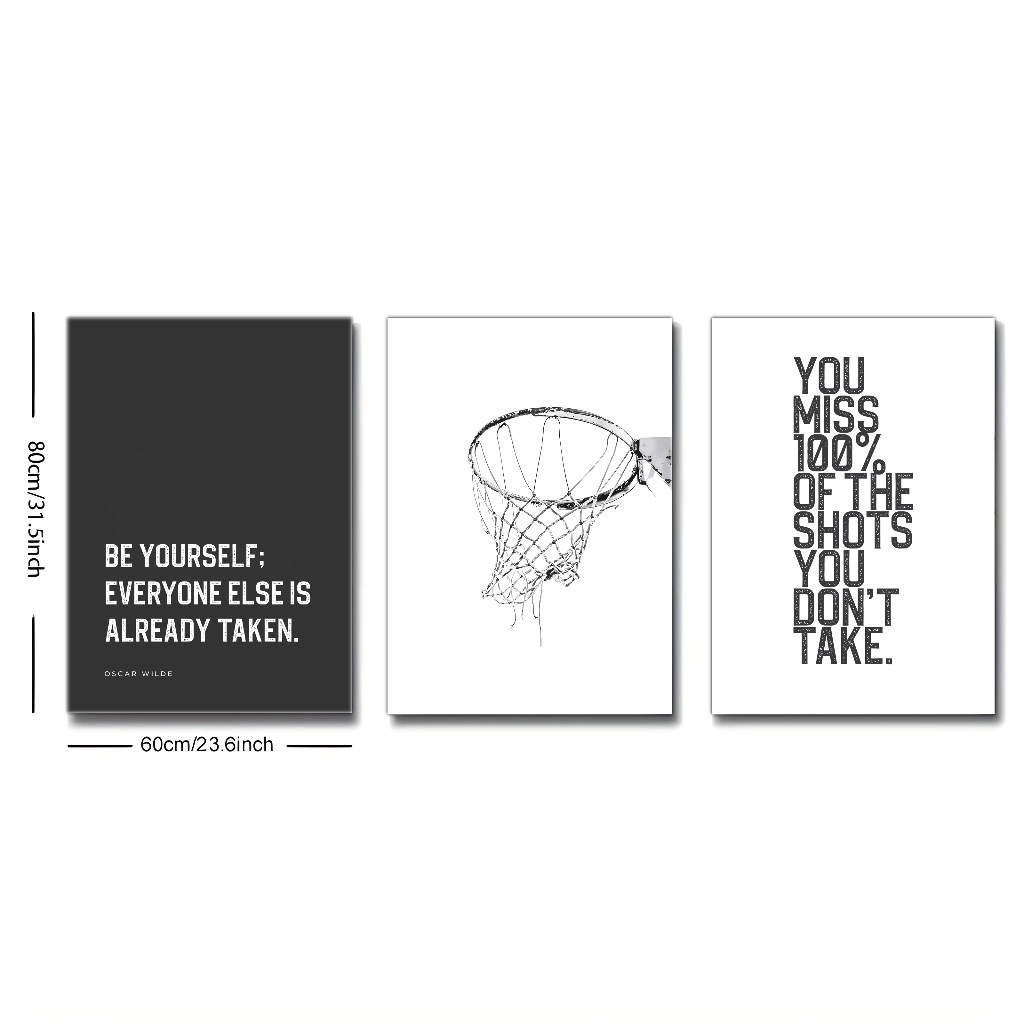 80cm/31.5inch
BE YOURSELF;
EVERYONE ELSE IS
ALREADY TAKEN.
OSCAR WILDE
60cm/23.6inch
YOU
MISS
100%
OF THE
SHOTS
YOU
DON'T
TAKE.